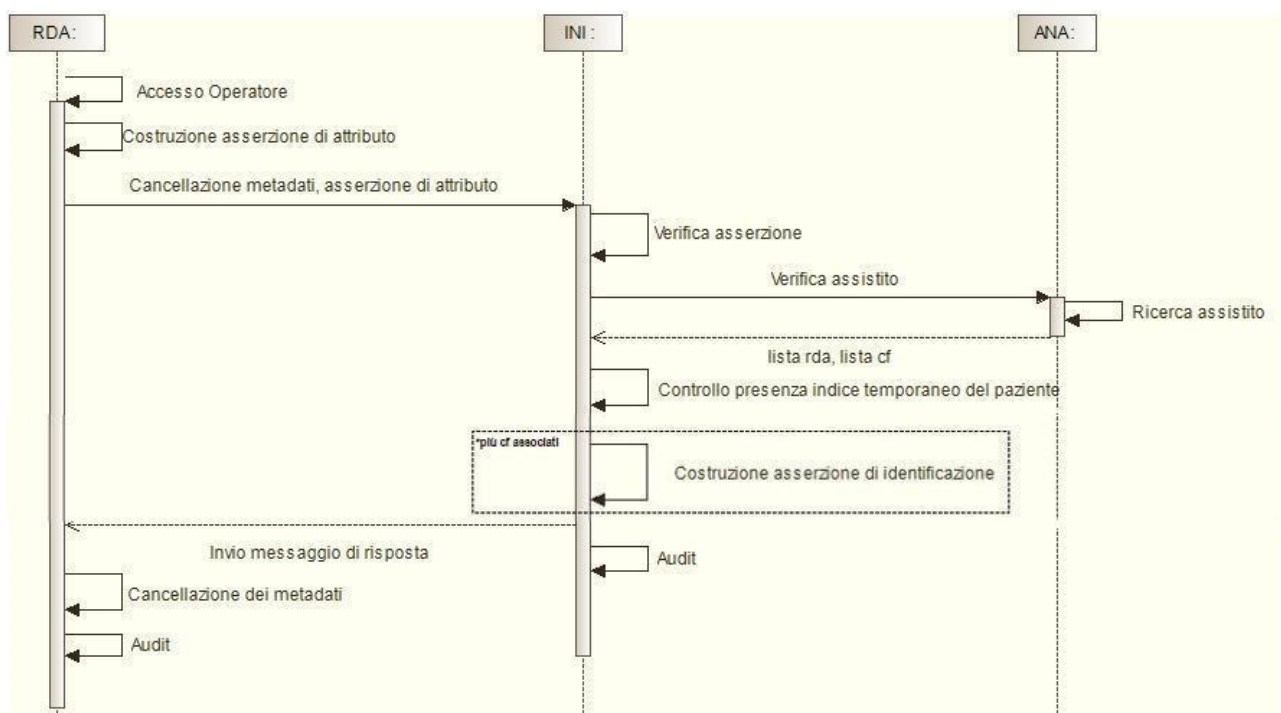 RDA:
INI :
ANA:
Accesso Operatore
Costruzione asserzione di attributo
Cancellazione metadati, asserzione di attributo
Verifica asserzione
Verifica assistito
Ricerca assistito
lista rda, lista cf
Controllo presenza indice temporaneo del paziente
*più cf associati
Costruzione asserzione di identificazione
Invio messaggio di risposta
Audit
Cancellazione dei metadati
Audit